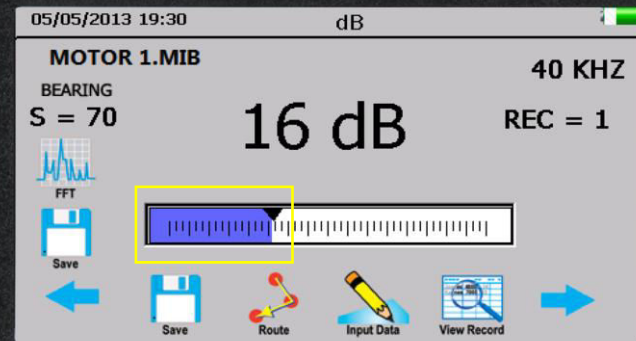 05/05/2013 19:30 dB
MOTOR 1.MIB
40 KHZ
BEARING
S = 70
16 dB
REC = 1
FFT
Save
Save Route Input Data View Record